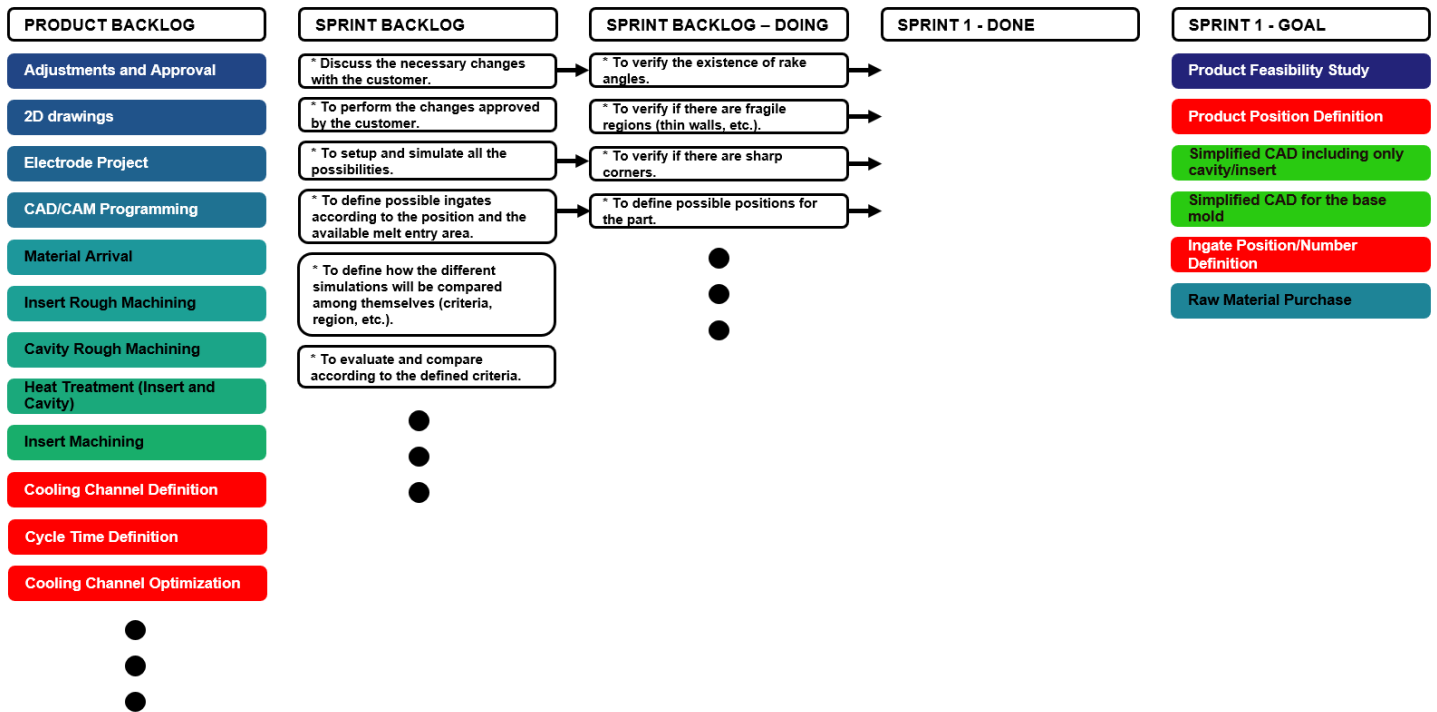 PRODUCT BACKLOG
Adjustments and Approval
2D drawings
Electrode Project
CAD/CAM Programming
Material Arrival
Insert Rough Machining
Cavity Rough Machining
Heat Treatment (Insert and
Cavity)
Insert Machining
Cooling Channel Definition
Cycle Time Definition
Cooling Channel Optimization
SPRINT BACKLOG
* Discuss the necessary changes
with the customer.
* To perform the changes approved
by the customer.
* To setup and simulate all the
possibilities.
* To define possible ingates
according to the position and the
available melt entry area.
* To define how the different
simulations will be compared
among themselves (criteria,
region, etc.).
* To evaluate and compare
according to the defined criteria.
SPRINT BACKLOG – DOING
* To verify the existence of rake
angles.
* To verify if there are fragile
regions (thin walls, etc.).
* To verify if there are sharp
corners.
* To define possible positions for
the part.
SPRINT 1 - DONE
SPRINT 1 - GOAL
Product Feasibility Study
Product Position Definition
Simplified CAD including only
cavity/insert
Simplified CAD for the base
mold
Ingate Position/Number
Definition
Raw Material Purchase